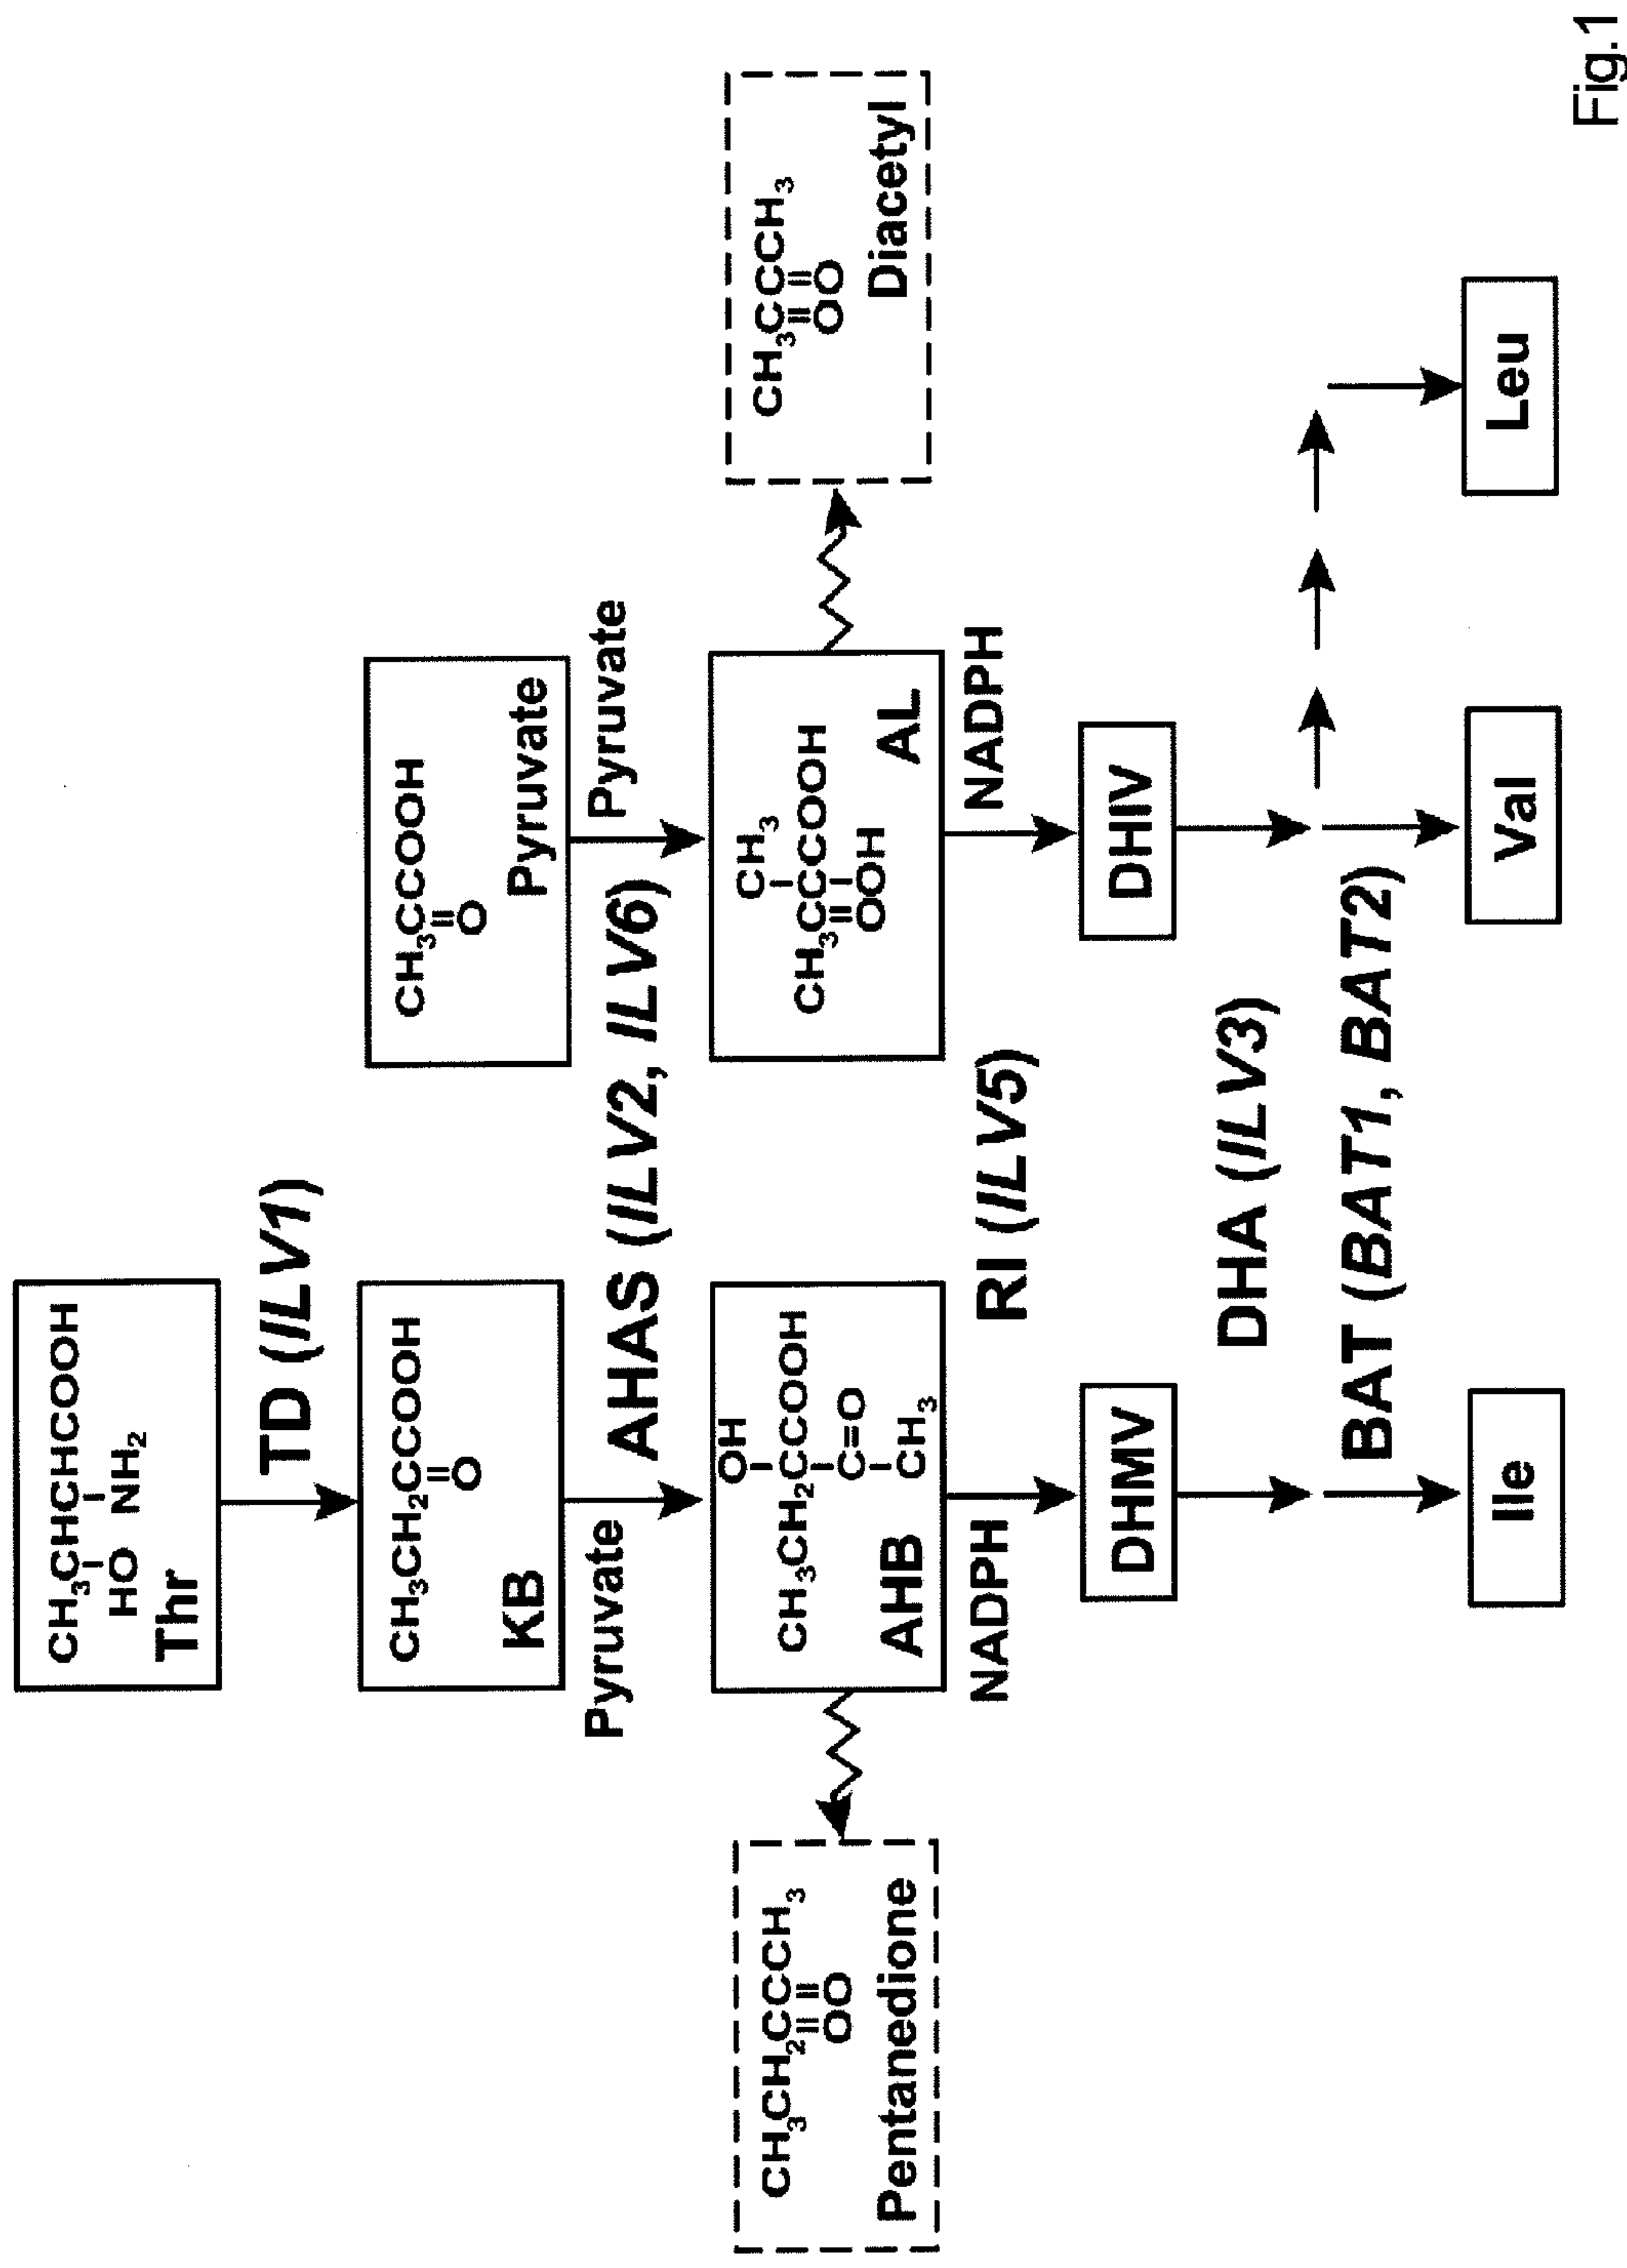 CH3CHCHCOOH
HO NH2
Thr
TD (ILV1)
CH3CH2CCOOH
O
KB
CH3CCOOH
O
Pyruvate
Pyruvate
AHAS (ILV2, ILV6)
Pyruvate
CH3CH2CCCH3
OO
Pentanedione
OH
CH3CH2CCOOH
C=O
CH3
AHB
CH3
CH3CCCOOH
OOH
AL
CH3CCCH3
OO
Diacetyl
NADPH
RI (ILV5)
NADPH
DHMV
DHIV
DHA (ILV3)
BAT (BAT1, BAT2)
Ile
Val
Leu
Fig.1